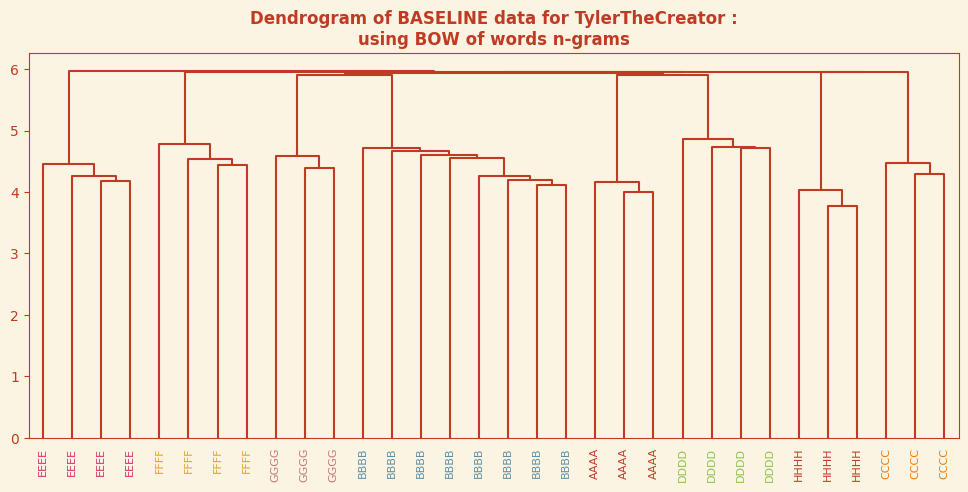 Dendrogram of BASELINE data for TylerTheCreator :
using BOW of words n-grams
6
5
4
3
2
1
0
EEEE EEEE EEEE EEEE FFFF FFFF FFFF FFFF GGGG GGGG GGGG BBBB BBBB BBBB BBBB BBBB BBBB BBBB BBBB AAAA AAAA AAAA DDDD DDDD DDDD DDDD HHHH HHHH HHHH CCCC CCCC CCCC